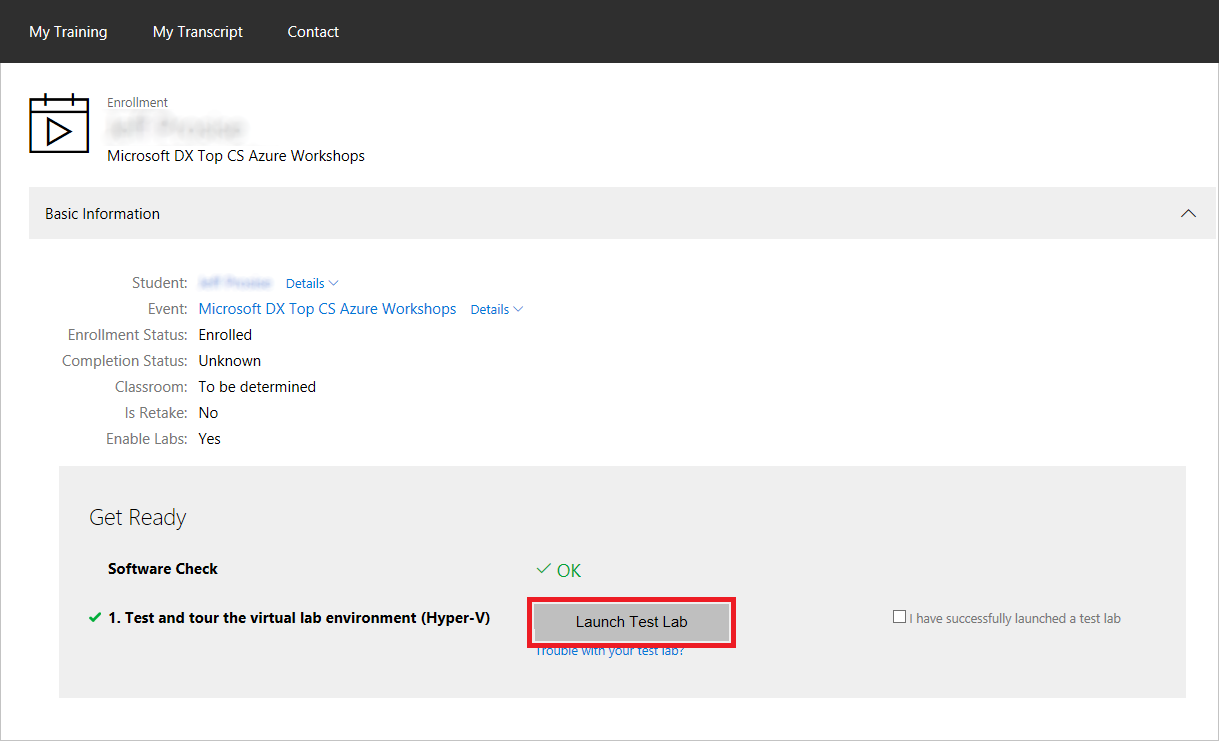 My Training My Transcript Contact
Enrollment
Microsoft DX Top CS Azure Workshops
Basic Information
Student: Details
Event: Microsoft DX Top CS Azure Workshops Details
Enrollment Status: Enrolled
Completion Status: Unknown
Classroom: To be determined
Is Retake: No
Enable Labs: Yes
Get Ready
Software Check OK
1. Test and tour the virtual lab environment (Hyper-V) Launch Test Lab I have successfully launched a test lab
Trouble with your test lab?